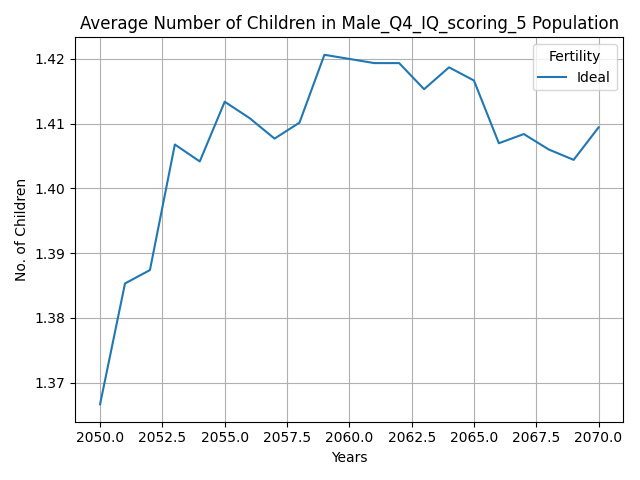 Average Number of Children in Male_Q4_IQ_scoring_5 Population
Fertility
Ideal
No. of Children
1.42
1.41
1.40
1.39
1.38
1.37
2050.0 2052.5 2055.0 2057.5 2060.0 2062.5 2065.0 2067.5 2070.0
Years